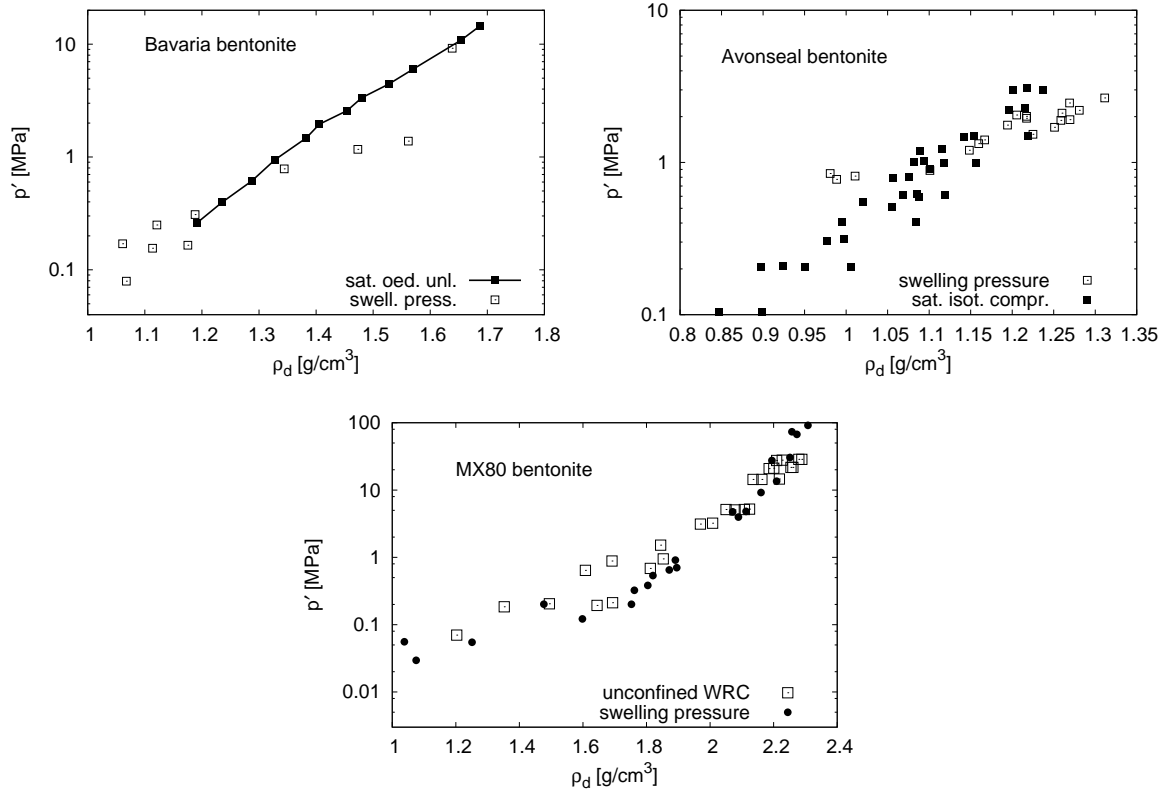 10
1
0.1
p′ [MPa]
Bavaria bentonite
sat. oed. unl.
swell. press.
1 1.1 1.2 1.3 1.4 1.5 1.6 1.7 1.8
ρd [g/cm3]
10
1
0.1
p′ [MPa]
Avonseal bentonite
swelling pressure
sat. isot. compr.
0.8 0.85 0.9 0.95 1 1.05 1.1 1.15 1.2 1.25 1.3 1.35
ρd [g/cm3]
100
10
1
0.1
0.01
p′ [MPa]
MX80 bentonite
unconfined WRC
swelling pressure
1 1.2 1.4 1.6 1.8 2 2.2 2.4
ρd [g/cm3]